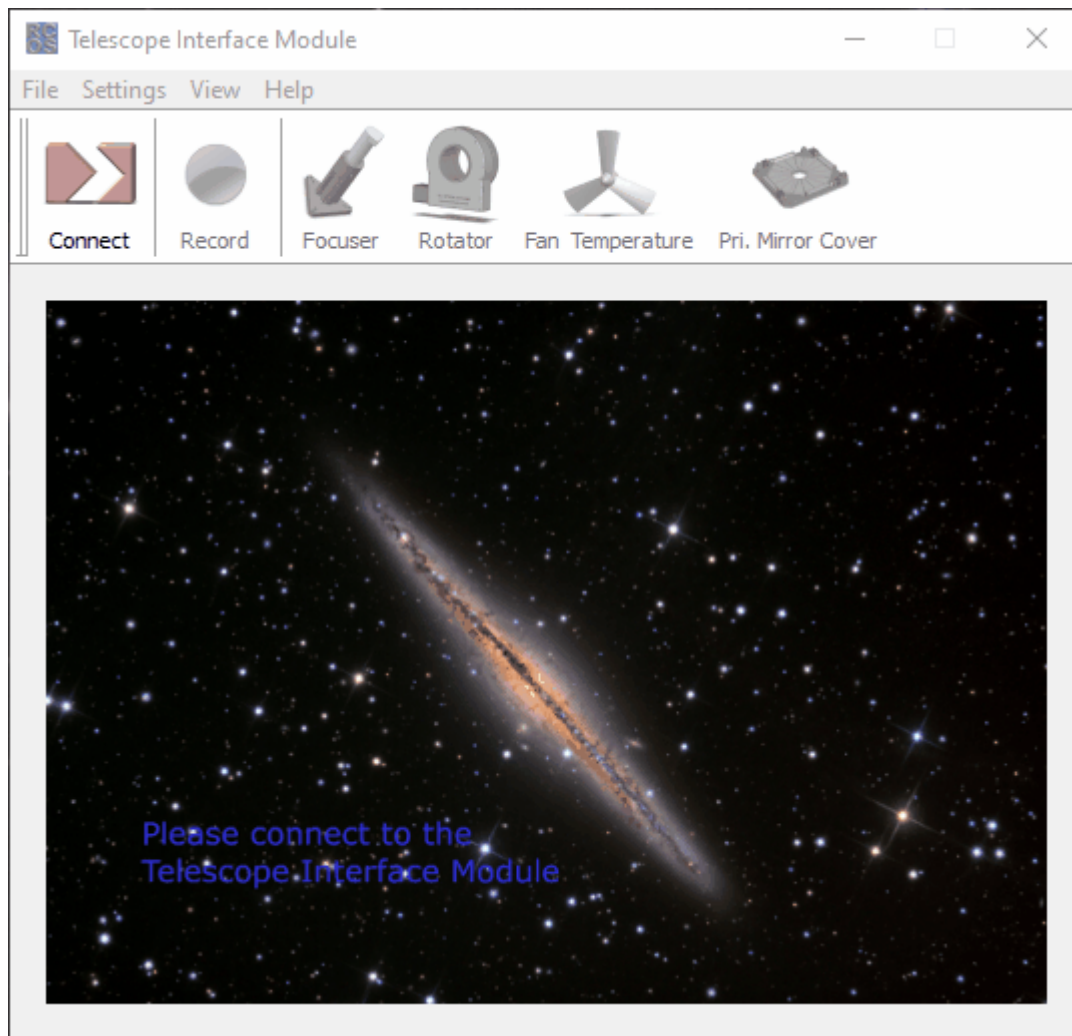 Telescope Interface Module
File Settings View Help
Connect Record Focuser Rotator Fan Temperature Pri. Mirror Cover
Please connect to the
Telescope Interface Module